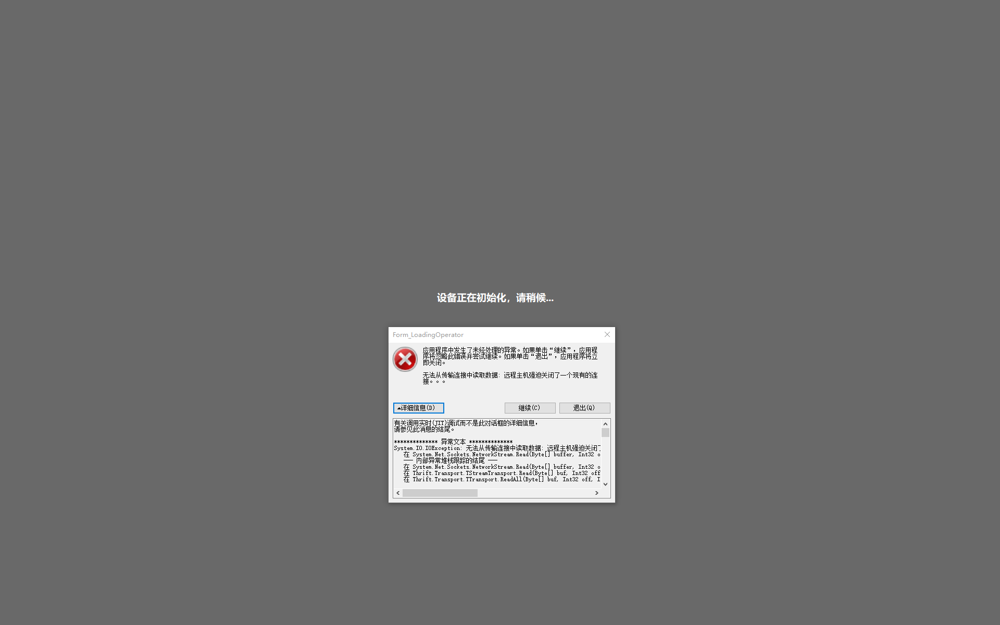 设备正在初始化，请稍候...
Form_LoadingOperator
应用程序中发生了未经处理的异常。如果单击“继续”，应用程
序将忽略此错误并尝试继续。如果单击“退出”，应用程序将立
即关闭。
无法从传输连接中读取数据: 远程主机强迫关闭了一个现有的连
接。。。
详细信息(D)
继续(C)
退出(Q)
有关调用实时(JIT)调试而不是此对话框的详细信息，
请参见此消息的结尾。
************** 异常文本 **************
System.IO.IOException: 无法从传输连接中读取数据: 远程主机强迫关闭了
在 System.Net.Sockets.NetworkStream.Read(Byte[] buffer, Int32 o
--- 内部异常堆栈跟踪的结尾 ---
在 System.Net.Sockets.NetworkStream.Read(Byte[] buffer, Int32 o
在 Thrift.Transport.TStreamTransport.Read(Byte[] buf, Int32 off
在 Thrift.Transport.TTransport.ReadAll(Byte[] buf, Int32 off, I